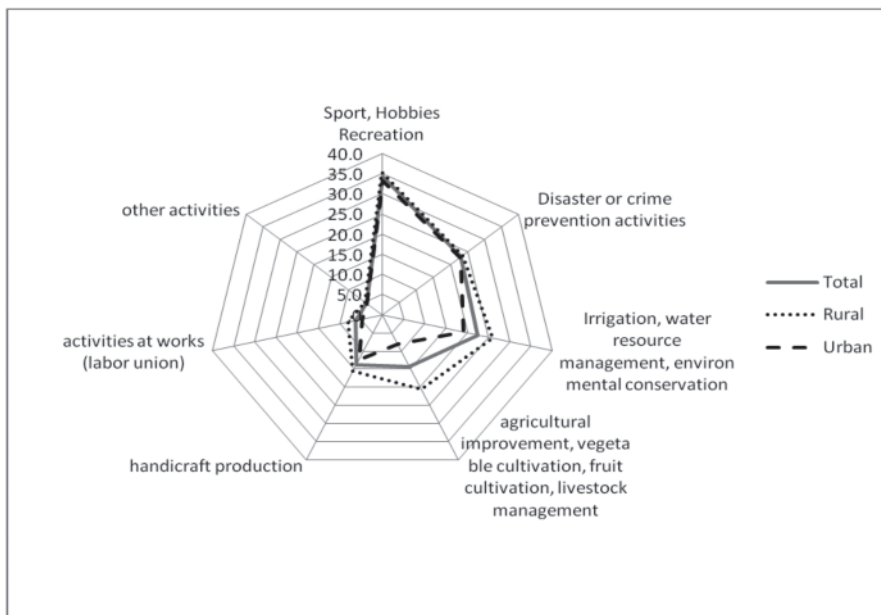 Sport, Hobbies
Recreation
40.0
35.0
30.0
25.0
20.0
15.0
10.0
5.0
Disaster or crime
prevention activities
Irrigation, water
resource
management, environ
mental conservation
agricultural
improvement, vegeta
ble cultivation, fruit
cultivation, livestock
management
handicraft production
activities at works
(labor union)
other activities
Total
Rural
Urban